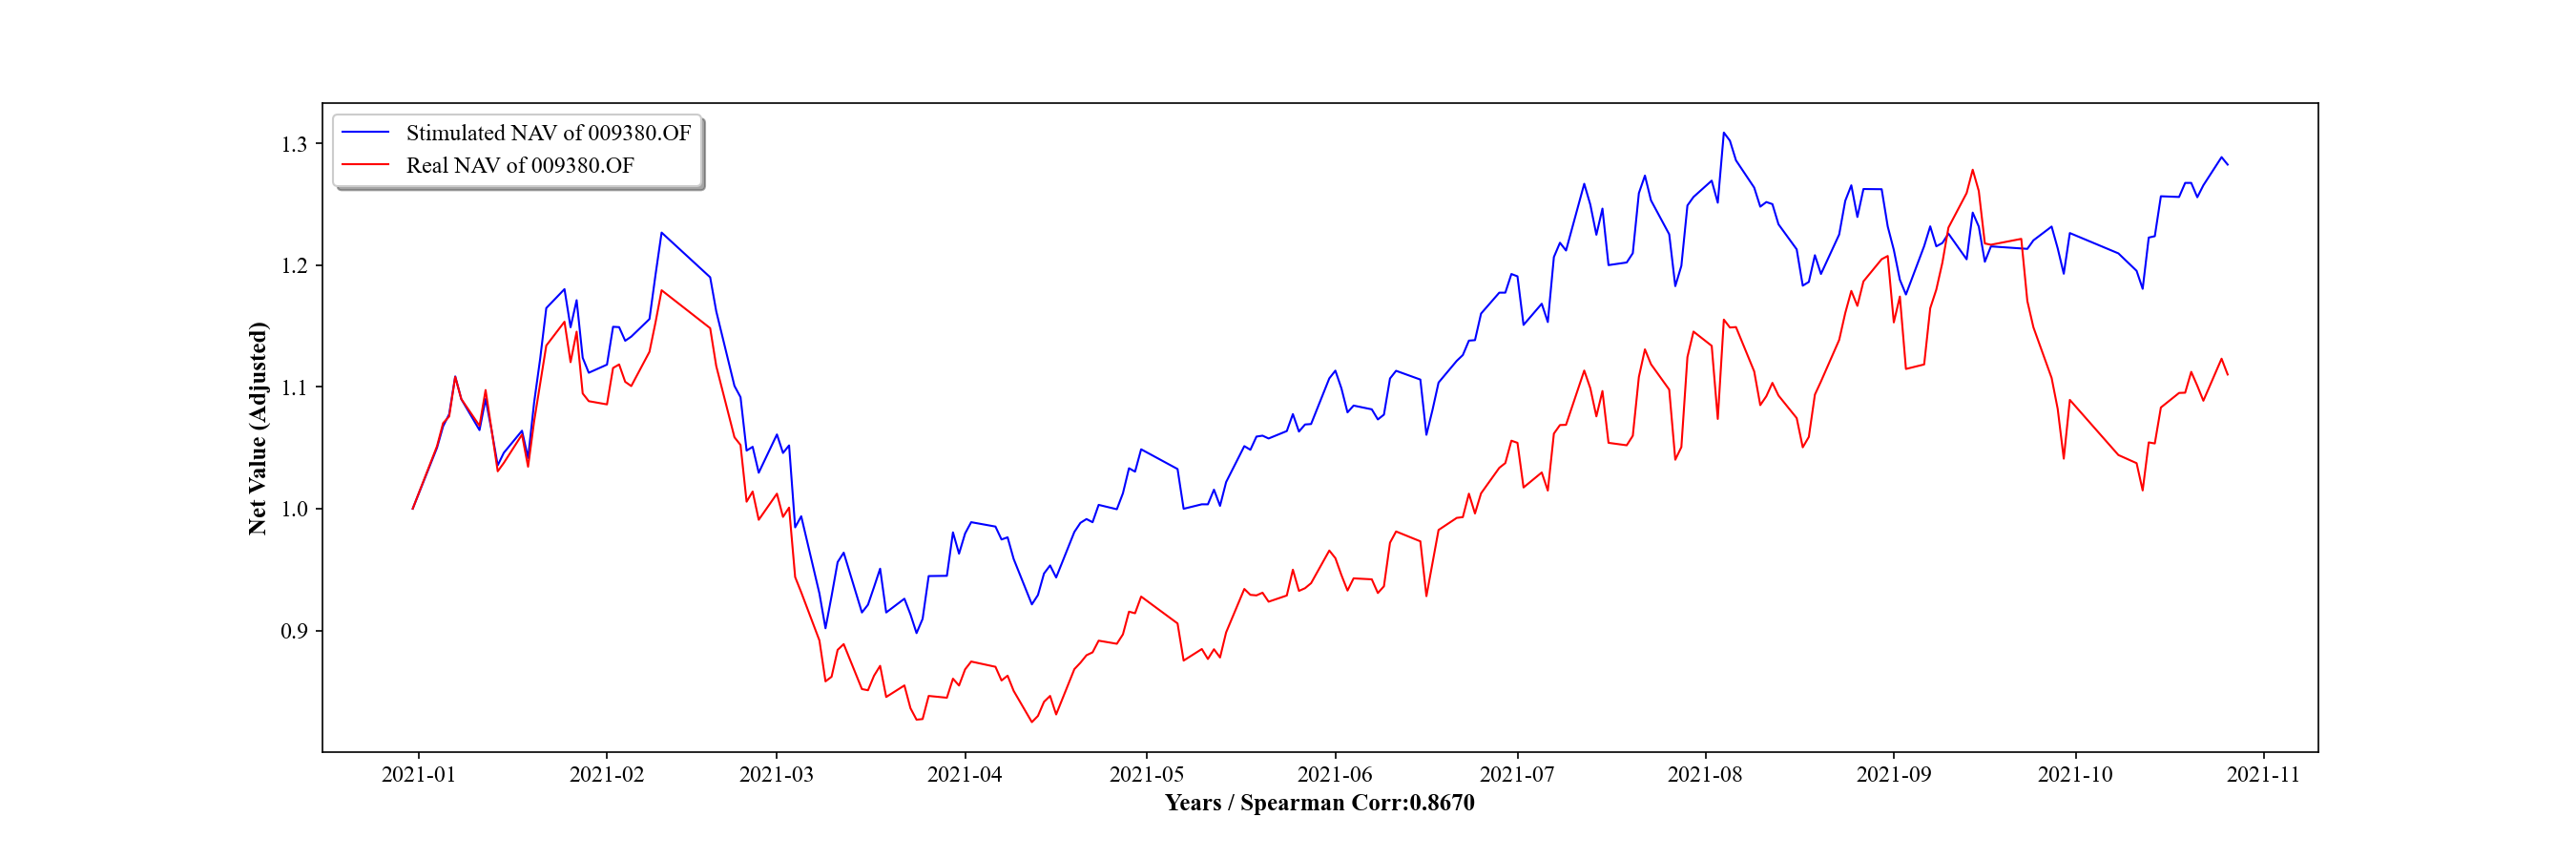 Stimulated NAV of 009380.OF
Real NAV of 009380.OF
1.3
1.2
1.1
1.0
0.9
Net Value (Adjusted)
2021-01 2021-02 2021-03 2021-04 2021-05 2021-06 2021-07 2021-08 2021-09 2021-10 2021-11
Years / Spearman Corr:0.8670